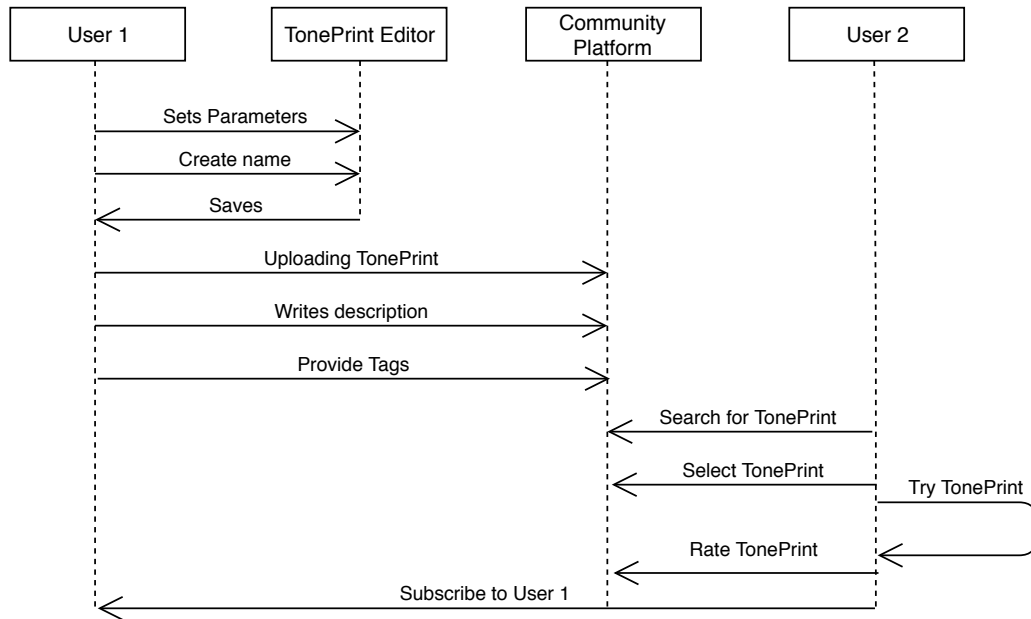 User 1
TonePrint Editor
Community
Platform
User 2
Sets Parameters
Create name
Saves
Uploading TonePrint
Writes description
Provide Tags
Search for TonePrint
Select TonePrint
Try TonePrint
Rate TonePrint
Subscribe to User 1